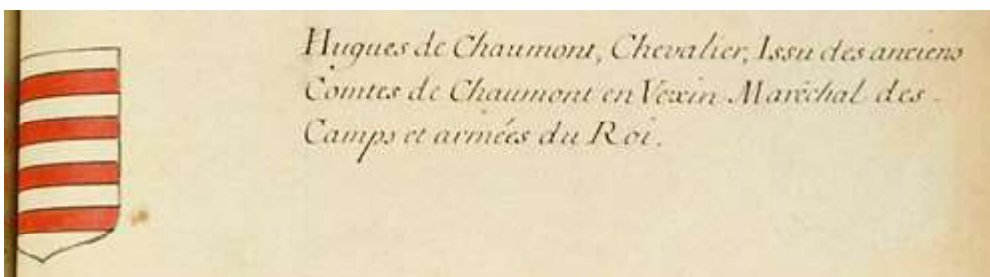 Hugues de Chaumont, Chevalier, Issu des anciens
Comtes de Chaumont en Vexin Maréchal des
Camps et armées du Roi.